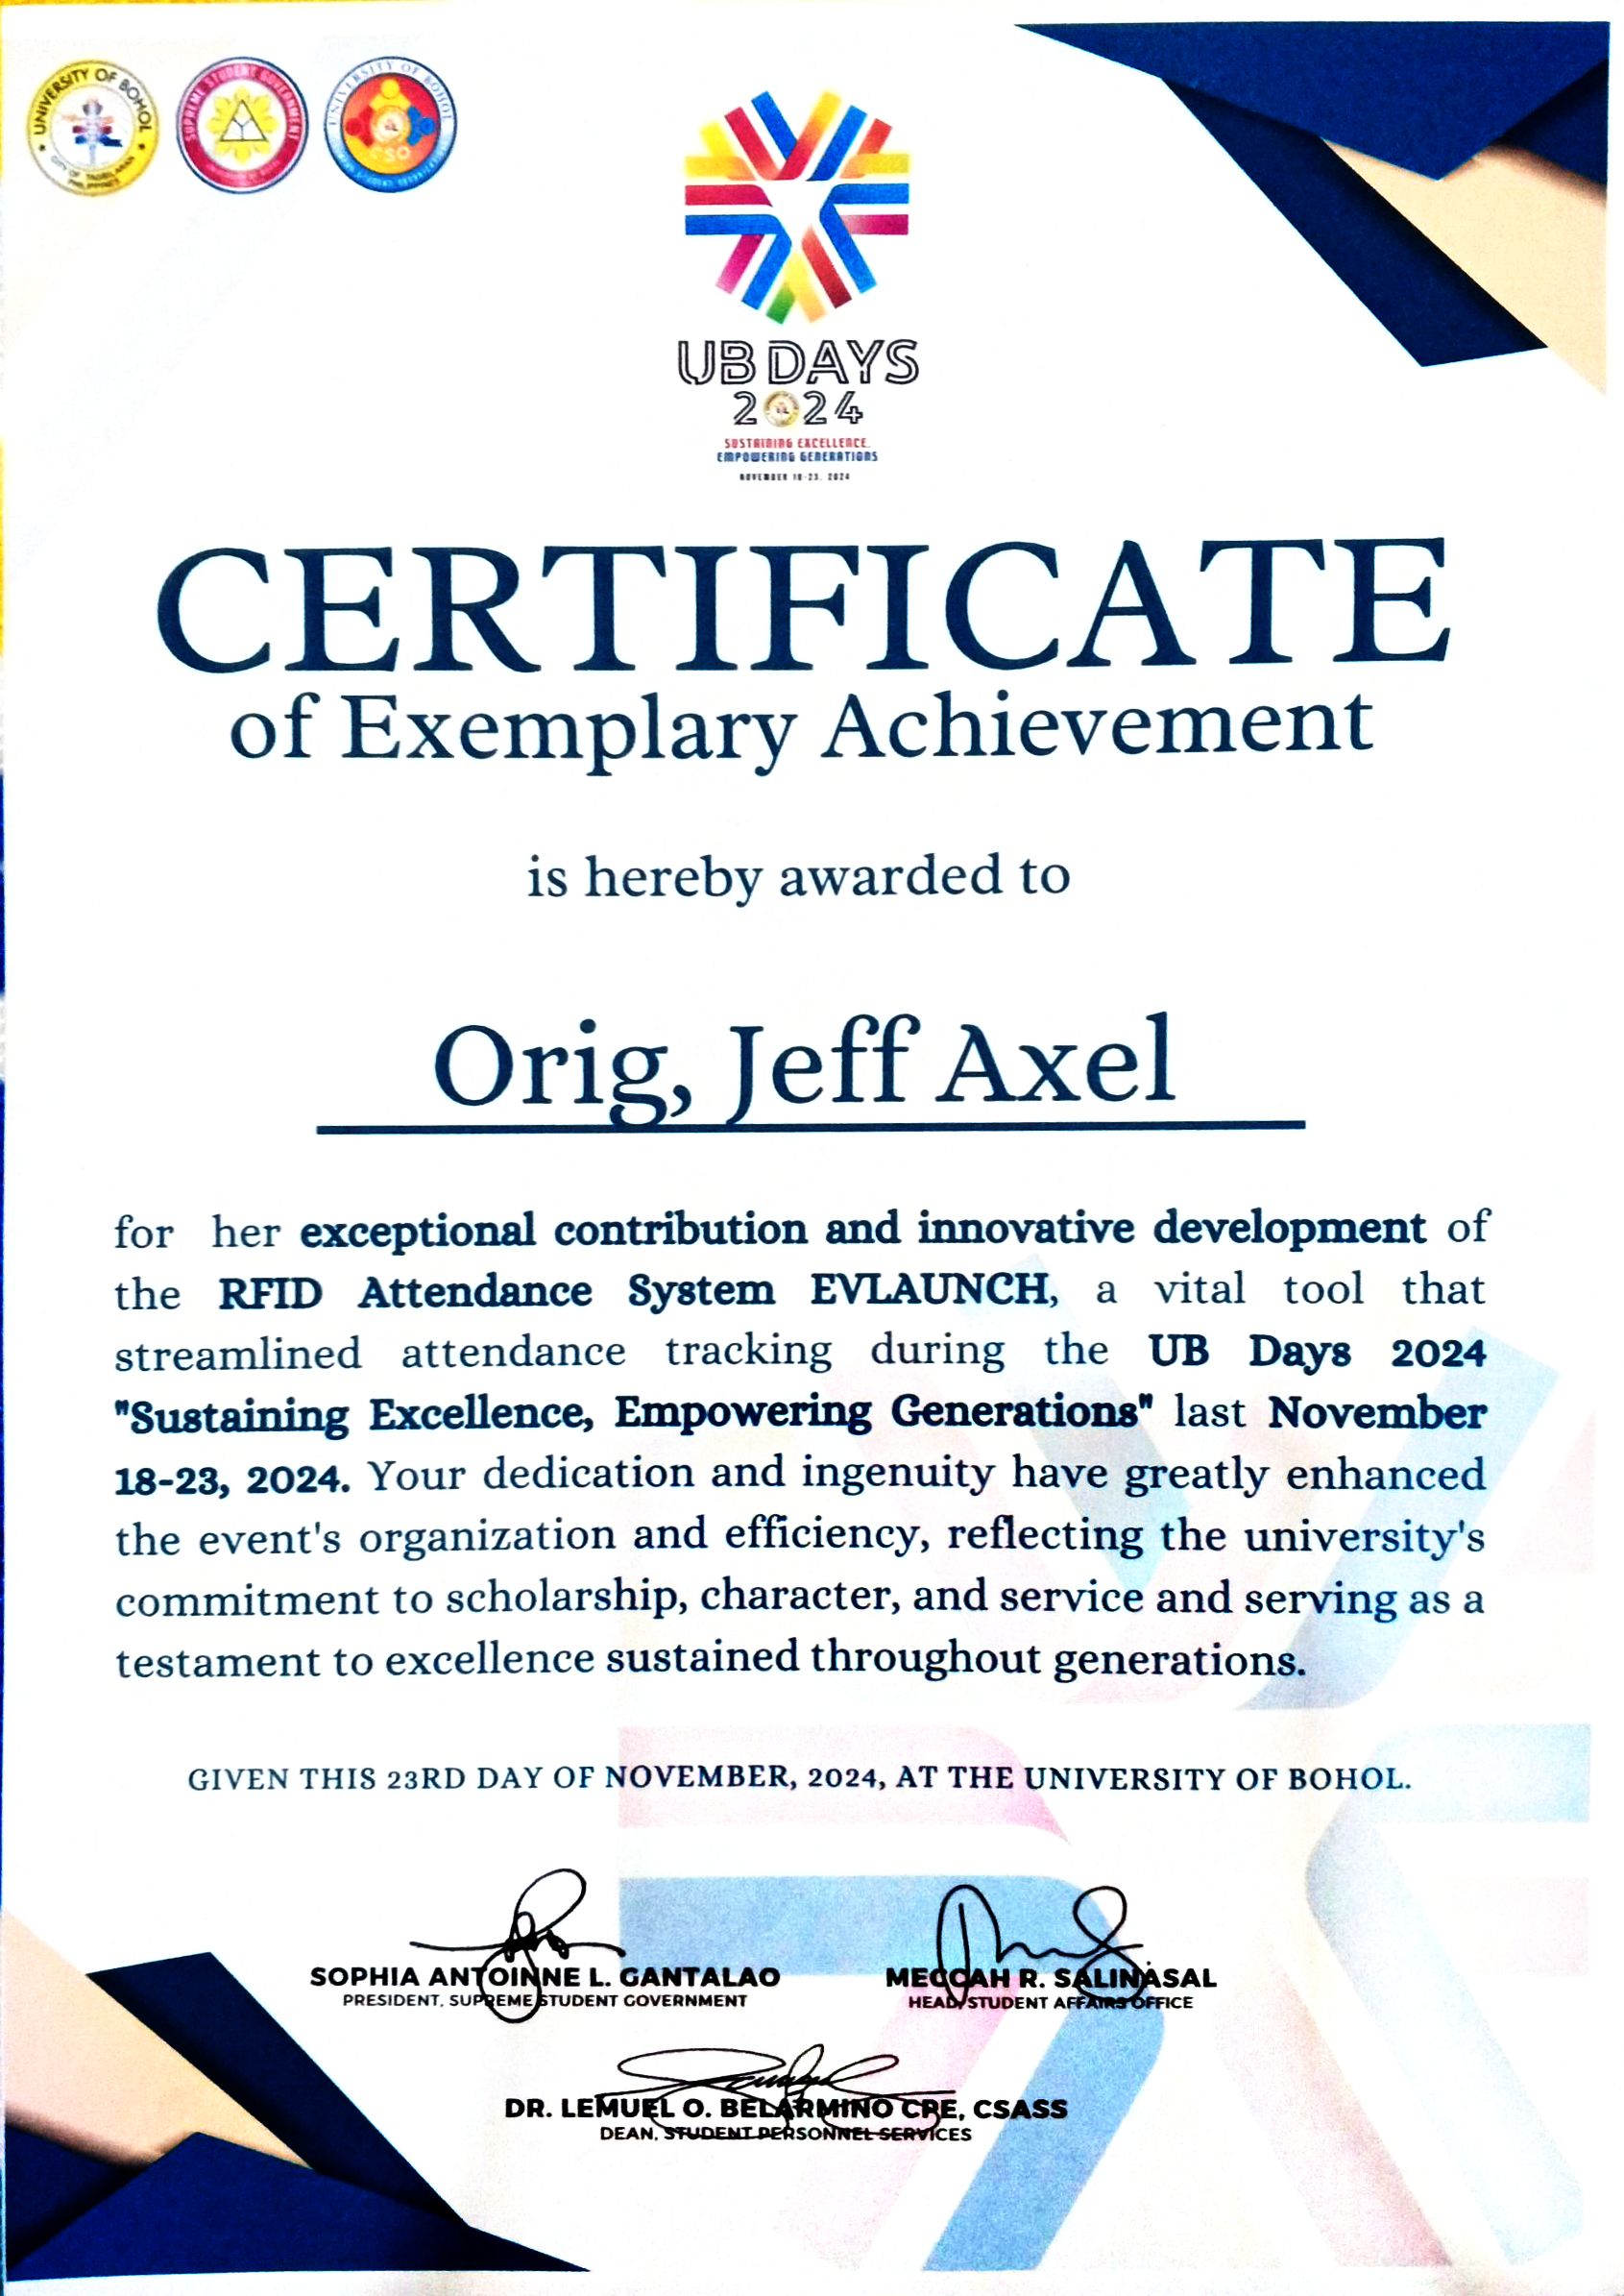 UNIVERSITY OF BOHOL
CITY OF TAGBILARAN
PHILIPPINES
SUPREME STUDENT GOVERNMENT
UNIVERSITY OF BOHOL
CSO
UB DAYS
2024
SUSTAINING EXCELLENCE,
EMPOWERING GENERATIONS
NOVEMBER 18-23, 2024
CERTIFICATE
of Exemplary Achievement
is hereby awarded to
Orig, Jeff Axel
for her exceptional contribution and innovative development of
the RFID Attendance System EVLAUNCH, a vital tool that
streamlined attendance tracking during the UB Days 2024
"Sustaining Excellence, Empowering Generations" last November
18-23, 2024. Your dedication and ingenuity have greatly enhanced
the event's organization and efficiency, reflecting the university's
commitment to scholarship, character, and service and serving as a
testament to excellence sustained throughout generations.
GIVEN THIS 23RD DAY OF NOVEMBER, 2024, AT THE UNIVERSITY OF BOHOL.
SOPHIA ANTOINNE L. GANTALAO
PRESIDENT, SUPREME STUDENT GOVERNMENT
MECCAH R. SALINASAL
HEAD, STUDENT AFFAIRS OFFICE
DR. LEMUEL O. BELARMINO CPE, CSASS
DEAN, STUDENT PERSONNEL SERVICES